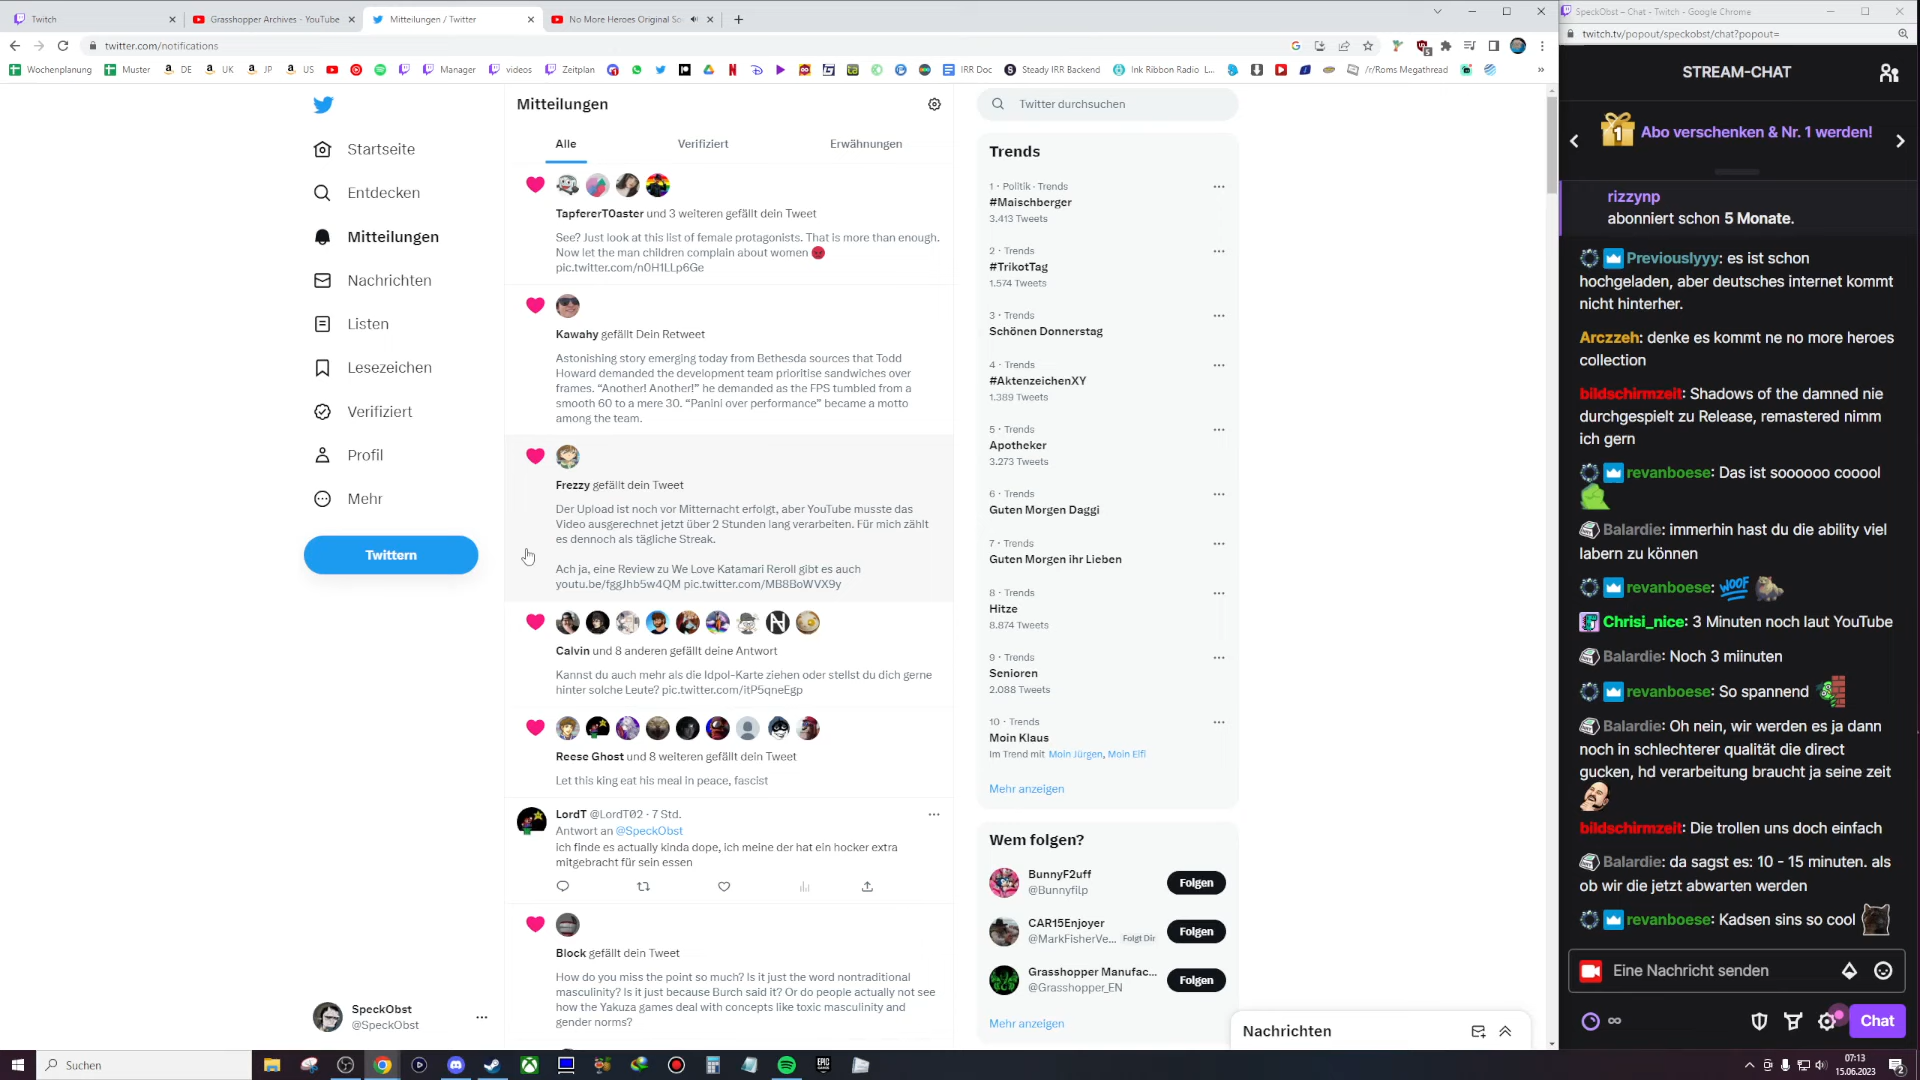 Twitch
Grasshopper Archives - YouTube
Mitteilungen / Twitter
No More Heroes Original So
twitter.com/notifications
Wochenplanung
Muster
DE
UK
JP
US
Manager
videos
Zeitplan
IRR Doc
Steady IRR Backend
Ink Ribbon Radio L...
/r/Roms Megathread
Mitteilungen
Alle
Verifiziert
Erwähnungen
Startseite
Entdecken
Mitteilungen
Nachrichten
Listen
Lesezeichen
Verifiziert
Profil
Mehr
Twittern
SpeckObst
@SpeckObst
TapfererT0aster und 3 weiteren gefällt dein Tweet
See? Just look at this list of female protagonists. That is more than enough.
Now let the man children complain about women 😡
pic.twitter.com/n0H1LLp6Ge
Kawahy gefällt Dein Retweet
Astonishing story emerging today from Bethesda sources that Todd
Howard demanded the development team prioritise sandwiches over
frames. “Another! Another!” he demanded as the FPS tumbled from a
smooth 60 to a mere 30. “Panini over performance” became a motto
among the team.
Frezzy gefällt dein Tweet
Der Upload ist noch vor Mitternacht erfolgt, aber YouTube musste das
Video ausgerechnet jetzt über 2 Stunden lang verarbeiten. Für mich zählt
es dennoch als tägliche Streak.
Ach ja, eine Review zu We Love Katamari Reroll gibt es auch
youtu.be/fggJhb5w4QM pic.twitter.com/MB8BoWVX9y
Calvin und 8 anderen gefällt deine Antwort
Kannst du auch mehr als die Idpol-Karte ziehen oder stellst du dich gerne
hinter solche Leute? pic.twitter.com/itP5qneEgp
Reese Ghost und 8 weiteren gefällt dein Tweet
Let this king eat his meal in peace, fascist
LordT @LordT02 · 7 Std.
Antwort an @SpeckObst
ich finde es actually kinda dope, ich meine der hat ein hocker extra
mitgebracht für sein essen
Block gefällt dein Tweet
How do you miss the point so much? Is it just the word nontraditional
masculinity? Is it just because Burch said it? Or do people actually not see
how the Yakuza games deal with concepts like toxic masculinity and
gender norms?
Twitter durchsuchen
Trends
1 · Politik · Trends
#Maischberger
3.413 Tweets
2 · Trends
#TrikotTag
1.574 Tweets
3 · Trends
Schönen Donnerstag
4 · Trends
#AktenzeichenXY
1.389 Tweets
5 · Trends
Apotheker
3.273 Tweets
6 · Trends
Guten Morgen Daggi
7 · Trends
Guten Morgen ihr Lieben
8 · Trends
Hitze
8.874 Tweets
9 · Trends
Senioren
2.088 Tweets
10 · Trends
Moin Klaus
Im Trend mit Moin Jürgen, Moin Elfi
Mehr anzeigen
Wem folgen?
BunnyF2uff
@Bunnyfilp
Folgen
CAR15Enjoyer
@MarkFisherVe... Folgt Dir
Folgen
Grasshopper Manufac...
@Grasshopper_EN
Folgen
Mehr anzeigen
Nachrichten
SpeckObst – Chat - Twitch - Google Chrome
twitch.tv/popout/speckobst/chat?popout=
STREAM-CHAT
1
Abo verschenken & Nr. 1 werden!
rizzynp
abonniert schon 5 Monate.
Previouslyyy: es ist schon
hochgeladen, aber deutsches internet kommt
nicht hinterher.
Arczzeh: denke es kommt ne no more heroes
collection
bildschirmzeit: Shadows of the damned nie
durchgespielt zu Release, remastered nimm
ich gern
revanboese: Das ist soooooo cooool
Balardie: immerhin hast du die ability viel
labern zu können
revanboese: WOOF
Chrisi_nice: 3 Minuten noch laut YouTube
Balardie: Noch 3 miinuten
revanboese: So spannend
Balardie: Oh nein, wir werden es ja dann
noch in schlechterer qualität die direct
gucken, hd verarbeitung braucht ja seine zeit
bildschirmzeit: Die trollen uns doch einfach
Balardie: da sagst es: 10 - 15 minuten. als
ob wir die jetzt abwarten werden
revanboese: Kadsen sins so cool
Eine Nachricht senden
∞
Chat
Suchen
07:13
15.06.2023
2